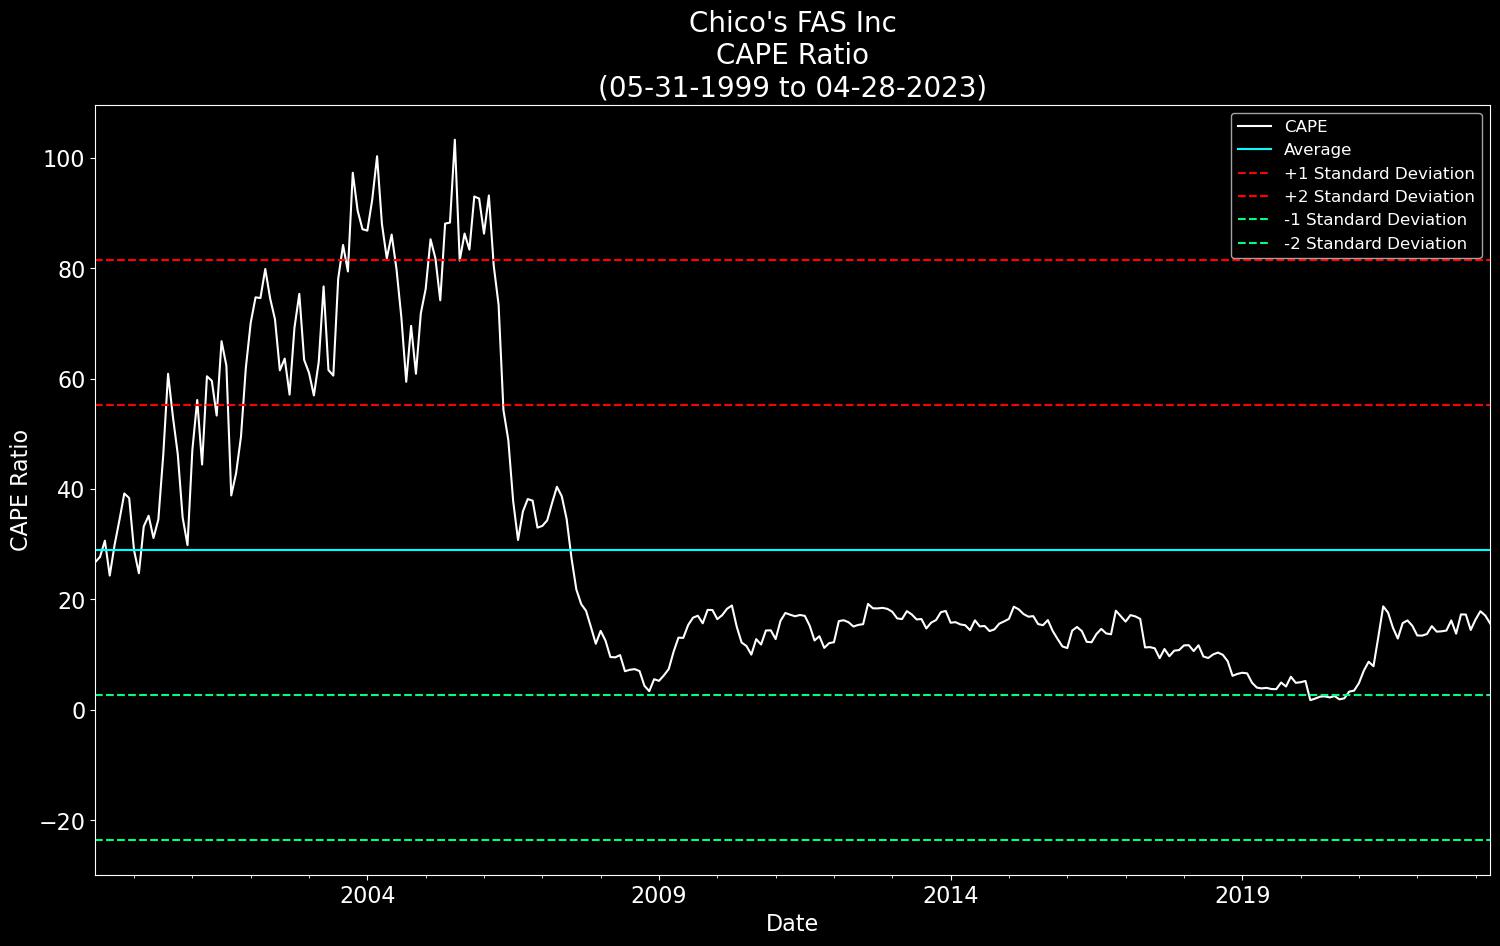 Chico's FAS Inc
CAPE Ratio
(05-31-1999 to 04-28-2023)
CAPE
Average
+1 Standard Deviation
+2 Standard Deviation
-1 Standard Deviation
-2 Standard Deviation
100
80
60
40
20
0
−20
CAPE Ratio
2004
2009
2014
2019
Date